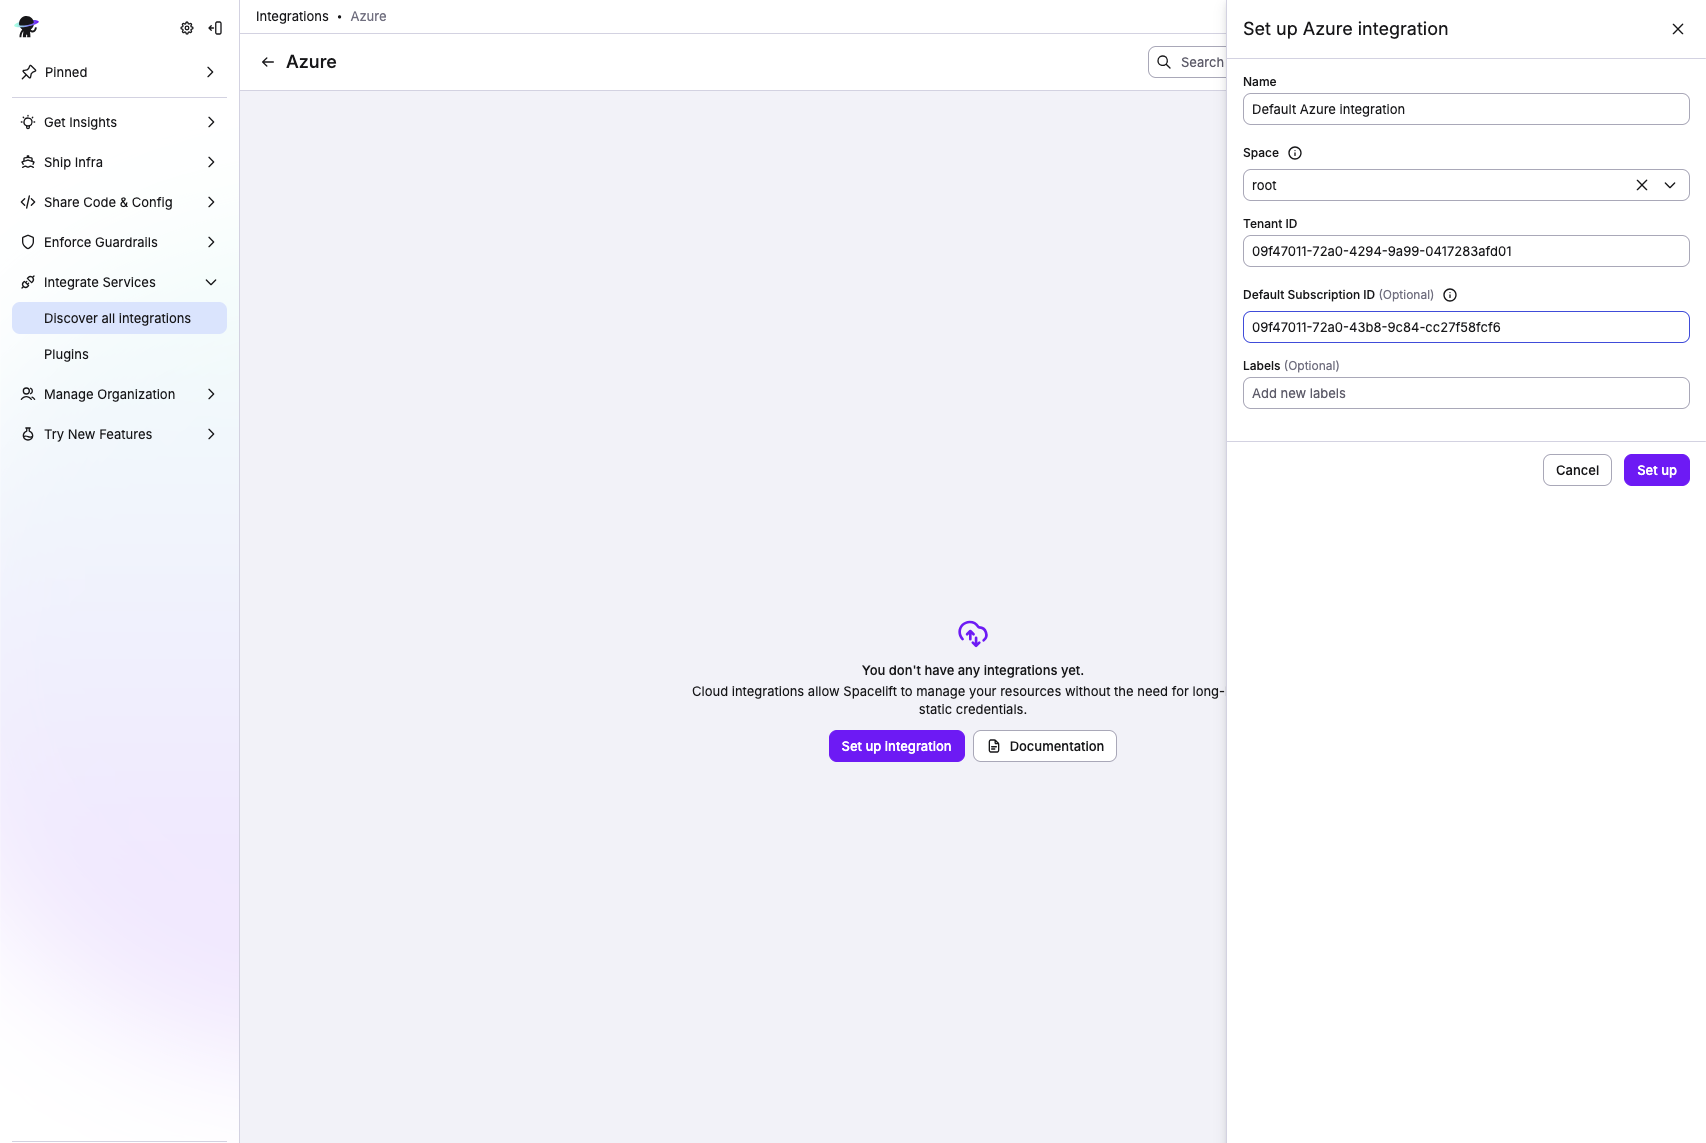 Pinned
Get Insights
Ship Infra
Share Code & Config
Enforce Guardrails
Integrate Services
Discover all integrations
Plugins
Manage Organization
Try New Features
Integrations • Azure
Azure
Search
You don't have any integrations yet.
Cloud integrations allow Spacelift to manage your resources without the need for long-
static credentials.
Set up integration
Documentation
Set up Azure integration
Name
Default Azure integration
Space
root
Tenant ID
09f47011-72a0-4294-9a99-0417283afd01
Default Subscription ID (Optional)
09f47011-72a0-43b8-9c84-cc27f58fcf6
Labels (Optional)
Add new labels
Cancel
Set up